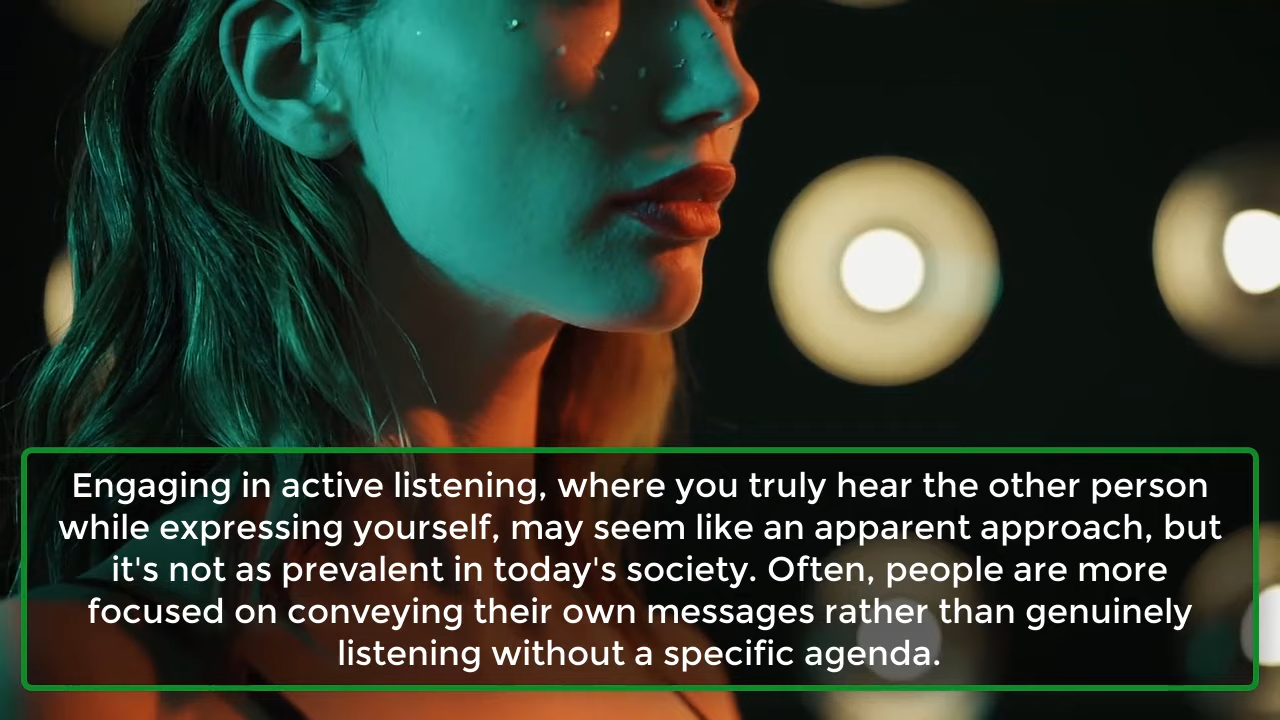 Engaging in active listening, where you truly hear the other person
while expressing yourself, may seem like an apparent approach, but
it's not as prevalent in today's society. Often, people are more
focused on conveying their own messages rather than genuinely
listening without a specific agenda.